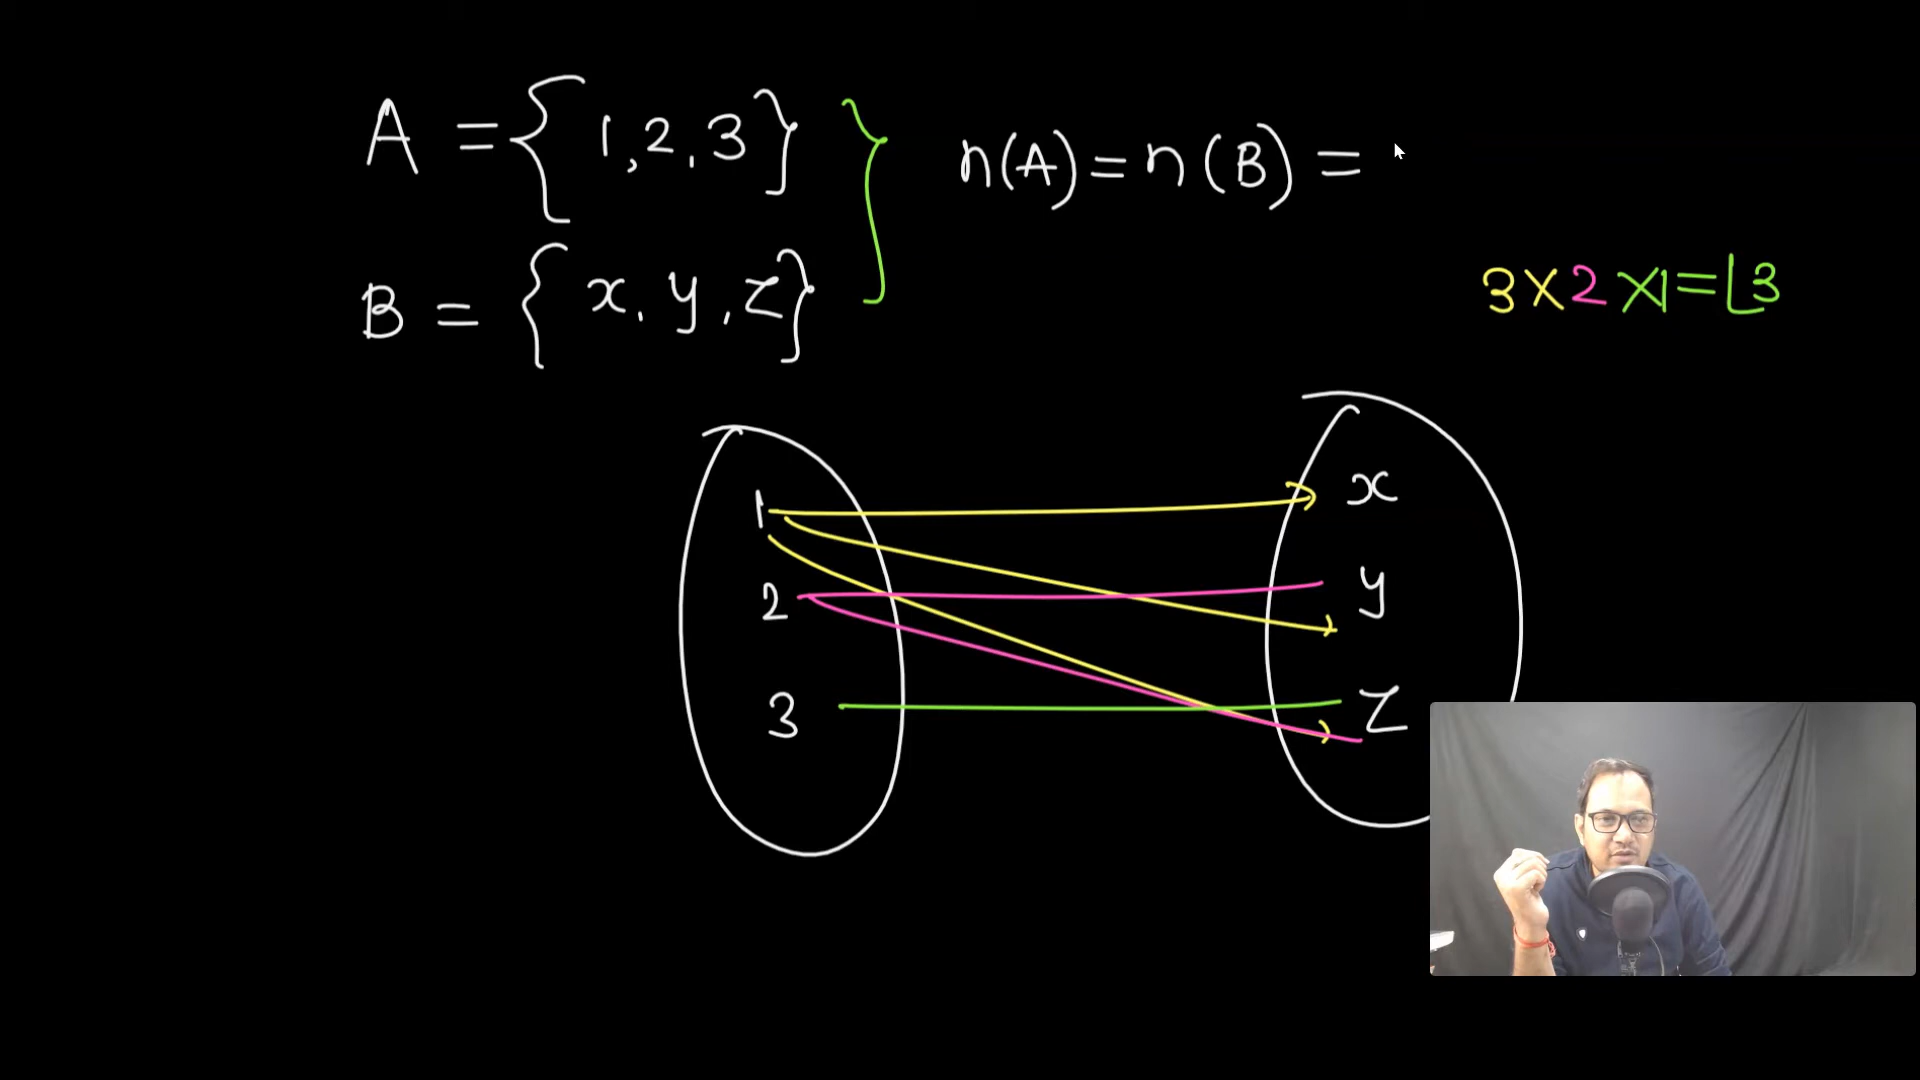 A = {1, 2, 3}
n(A) = n(B) =
B = {x, y, z}
3 X 2 X 1 = ⌊3
1
x
2
y
3
z